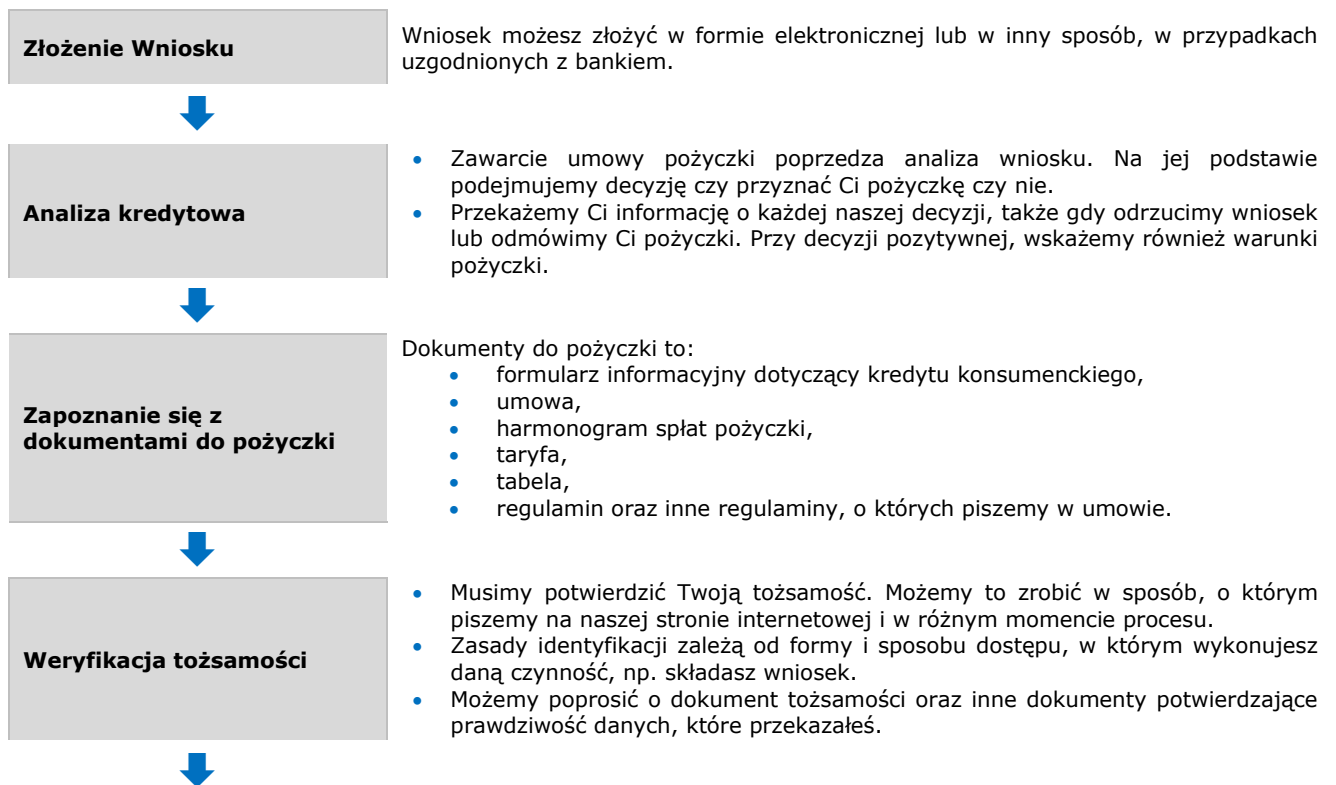 Złożenie Wniosku
Wniosek możesz złożyć w formie elektronicznej lub w inny sposób, w przypadkach
uzgodnionych z bankiem.
Analiza kredytowa
• Zawarcie umowy pożyczki poprzedza analiza wniosku. Na jej podstawie
podejmujemy decyzję czy przyznać Ci pożyczkę czy nie.
• Przekażemy Ci informację o każdej naszej decyzji, także gdy odrzucimy wniosek
lub odmówimy Ci pożyczki. Przy decyzji pozytywnej, wskażemy również warunki
pożyczki.
Zapoznanie się z
dokumentami do pożyczki
Dokumenty do pożyczki to:
• formularz informacyjny dotyczący kredytu konsumenckiego,
• umowa,
• harmonogram spłat pożyczki,
• taryfa,
• tabela,
• regulamin oraz inne regulaminy, o których piszemy w umowie.
Weryfikacja tożsamości
• Musimy potwierdzić Twoją tożsamość. Możemy to zrobić w sposób, o którym
piszemy na naszej stronie internetowej i w różnym momencie procesu.
• Zasady identyfikacji zależą od formy i sposobu dostępu, w którym wykonujesz
daną czynność, np. składasz wniosek.
• Możemy poprosić o dokument tożsamości oraz inne dokumenty potwierdzające
prawdziwość danych, które przekazałeś.